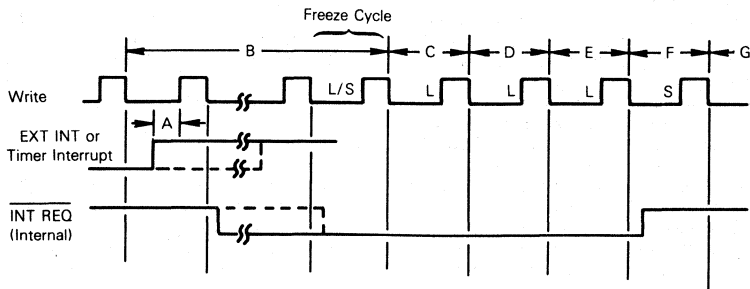 Freeze Cycle
B C D E F G
Write L/S L L L S
A
EXT INT or
Timer Interrupt
INT REQ
(Internal)